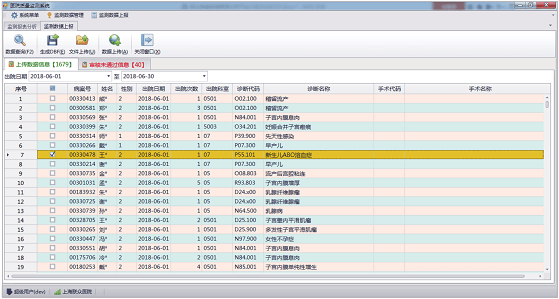 医院质量监测系统
系统菜单 监测数据管理 监测数据上报
监测报表分析 监测数据上报
数据查询(F2) 生成DBF(E) 文件上传(U) 数据上传(A) 关闭窗口(X)
上传数据信息【1679】 审核未通过信息【40】
出院日期 2018-06-01 至 2018-06-30
序号 病案号 姓名 性别 出院日期 出院次数 出院科室 诊断代码 诊断名称 手术代码 手术名称
1 00330413 2 2018-06-01 1 0501 O02.100 稽留流产
2 00300581 2 2018-06-01 3 0501 O02.100 稽留流产
3 00330569 张* 2 2018-06-01 1 0501 N84.001 子宫内膜息肉
4 00330399 朱* 2 2018-06-01 1 5003 O34.201 妊娠合并子宫瘢痕
5 00330314 1 2018-06-01 1 07 P39.900 先天性感染
6 00330266 戴* 1 2018-06-01 1 07 P07.300 早产儿
7 00330478 王* 2 2018-06-01 1 07 P55.101 新生儿ABO溶血症
8 00330214 谢* 2 2018-06-01 1 07 P07.300 早产儿
9 00330735 金* 2 2018-06-01 1 05 O08.803 流产后宫腔粘连
10 00301031 孟* 2 2018-06-01 5 05 R93.803 子宫内膜增厚
11 00183932 朱* 2 2018-06-01 1 05 D24.x00 乳腺纤维腺瘤
12 00330725 谢* 2 2018-06-01 1 05 D24.x00 乳腺纤维腺瘤
13 00330739 孙* 2 2018-06-01 1 05 N64.500 乳腺病
14 00328705 王* 2 2018-06-01 2 0501 D25.100 子宫壁内平滑肌瘤
15 00330265 刘* 2 2018-06-01 1 0501 D25.900 多发性子宫平滑肌瘤
16 00330447 冯* 2 2018-06-01 1 0501 N97.900 女性不孕症
17 00330551 胡* 2 2018-06-01 1 0501 N84.001 子宫内膜息肉
18 00175706 冷* 2 2018-06-01 2 0501 N84.001 子宫内膜息肉
19 00180253 戴* 2 2018-06-01 4 0501 N85.001 子宫内膜单纯性增生
超级用户(dev) 上海联众医院